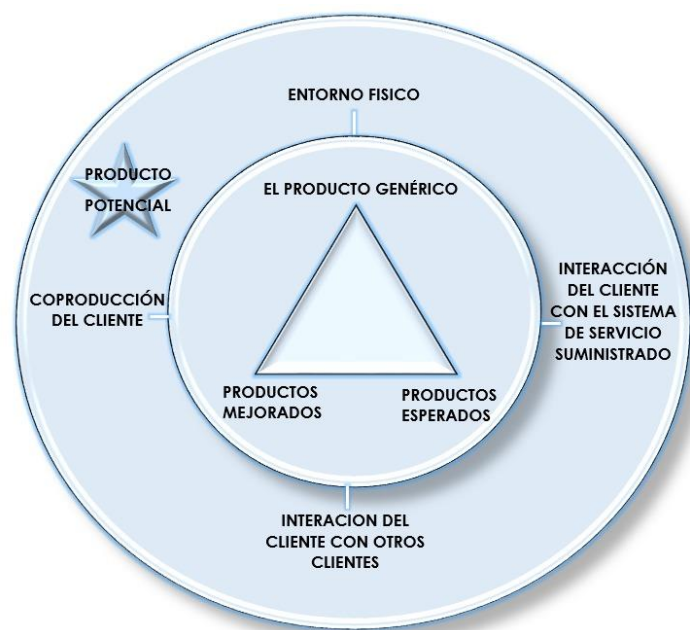 ENTORNO FISICO
PRODUCTO
POTENCIAL
EL PRODUCTO GENÉRICO
COPRODUCCIÓN
DEL CLIENTE
INTERACCIÓN
DEL CLIENTE
CON EL SISTEMA
DE SERVICIO
SUMINISTRADO
PRODUCTOS
MEJORADOS
PRODUCTOS
ESPERADOS
INTERACION DEL
CLIENTE CON OTROS
CLIENTES